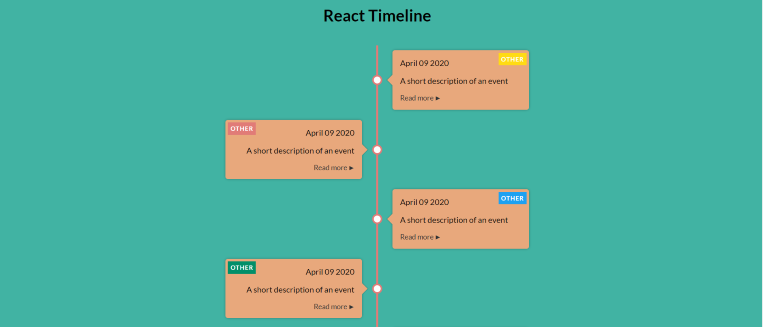 React Timeline
April 09 2020
OTHER
A short description of an event
Read more ►
OTHER
April 09 2020
A short description of an event
Read more ►
April 09 2020
OTHER
A short description of an event
Read more ►
OTHER
April 09 2020
A short description of an event
Read more ►